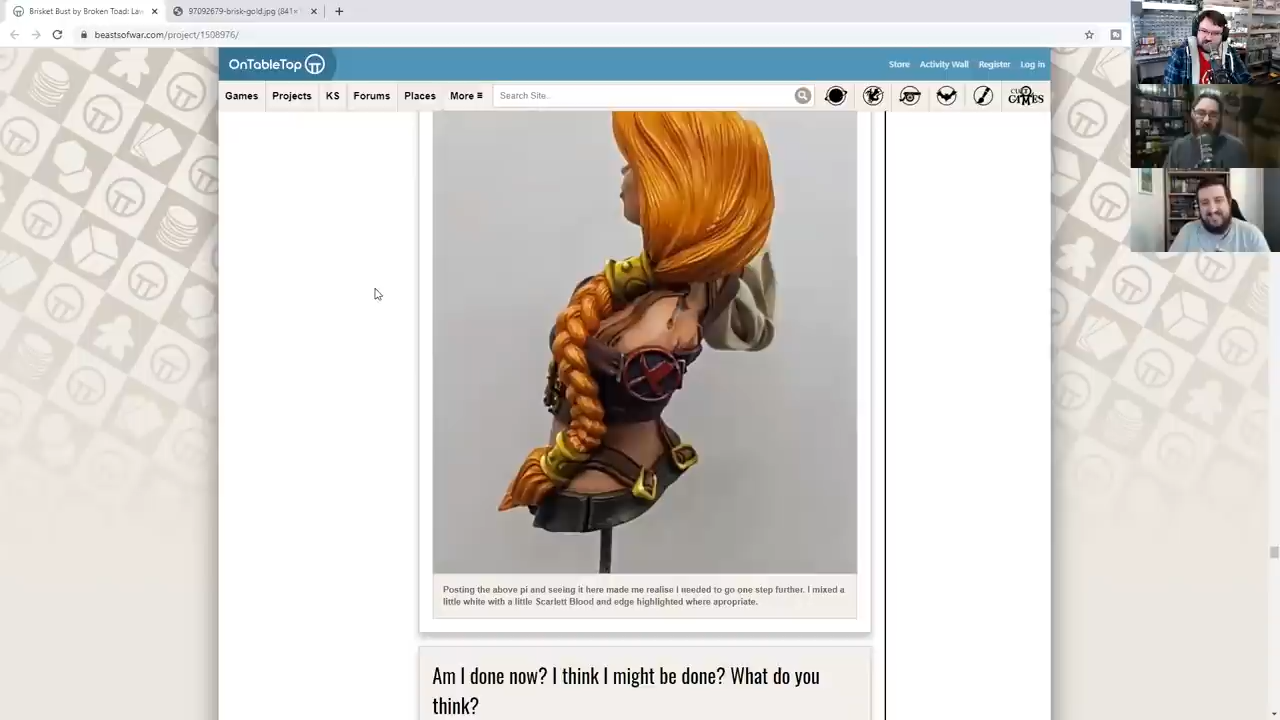 Brisket Bust by Broken Toad: La
97092679-brisk-gold.jpg (841×
beastsofwar.com/project/1508976/
OnTableTop
Store Activity Wall Register Log in
Games Projects KS Forums Places More
Search Site..
GAMES
Posting the above pi and seeing it here made me realise i needed to go one step further. I mixed a
little white with a little Scarlett Blood and edge highlighted where apropriate.
Am I done now? I think I might be done? What do you
think?